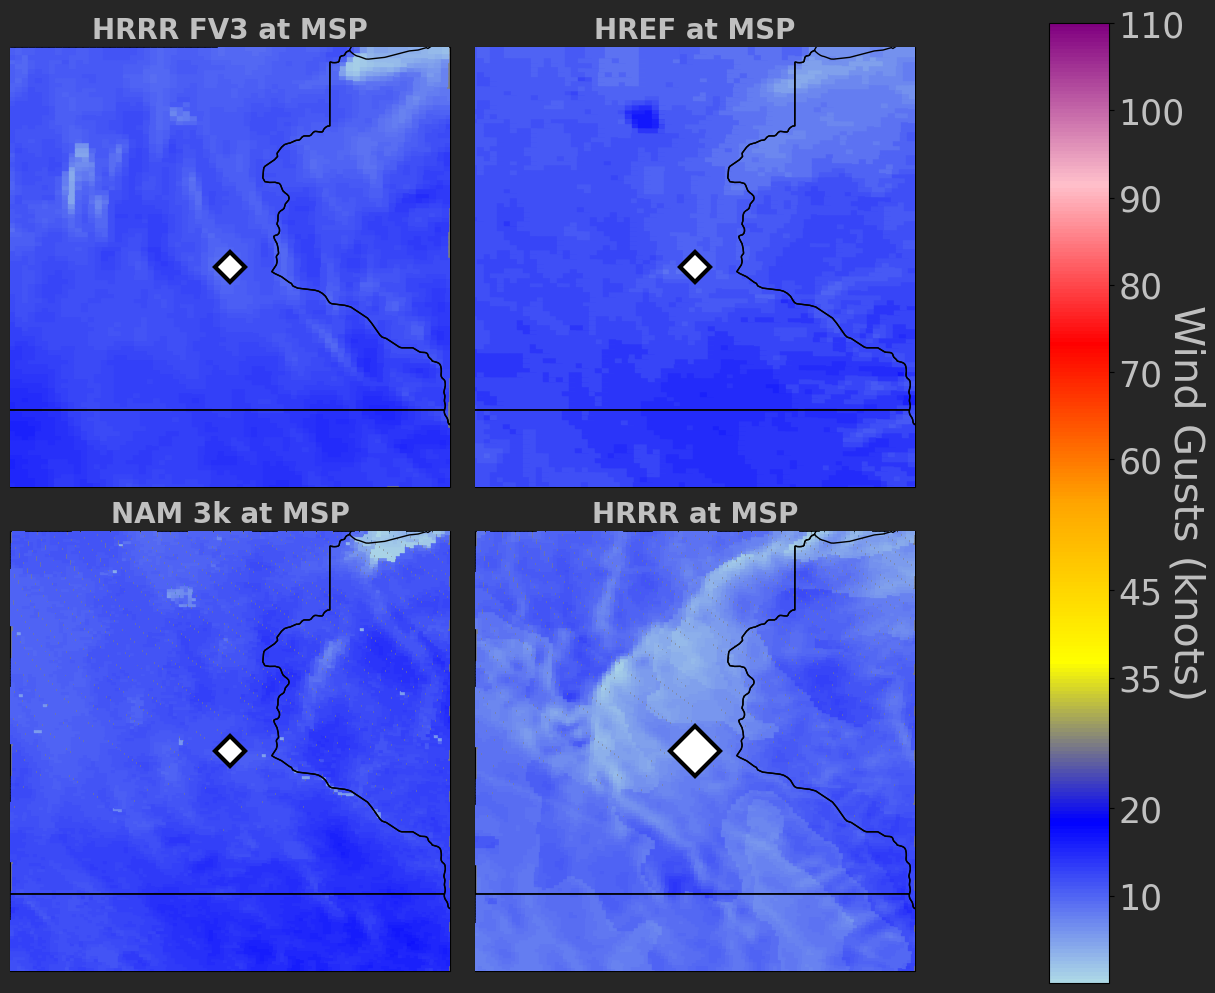 HRRR FV3 at MSP
HREF at MSP
NAM 3k at MSP
HRRR at MSP
110
100
90
80
70
60
45
35
20
10
Wind Gusts (knots)